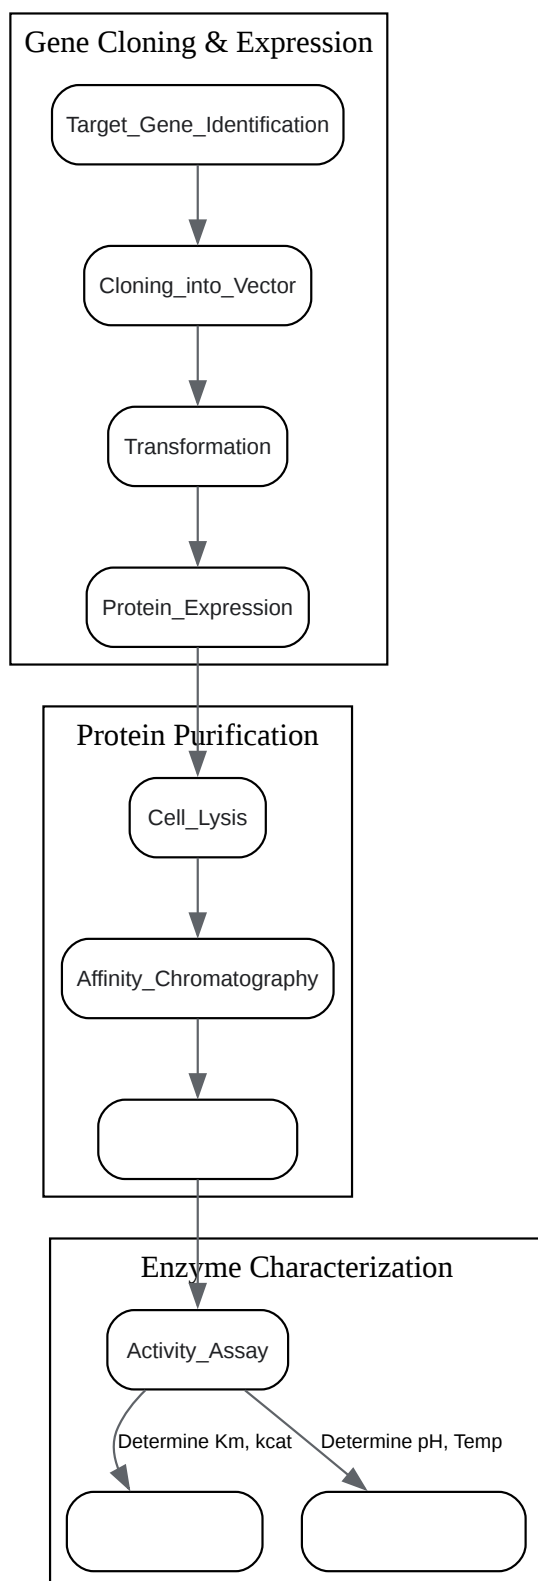 Gene Cloning & Expression
Target_Gene_Identification
Cloning_into_Vector
Transformation
Protein_Expression
Protein Purification
Cell_Lysis
Affinity_Chromatography
Enzyme Characterization
Activity_Assay
Determine Km, kcat
Determine pH, Temp